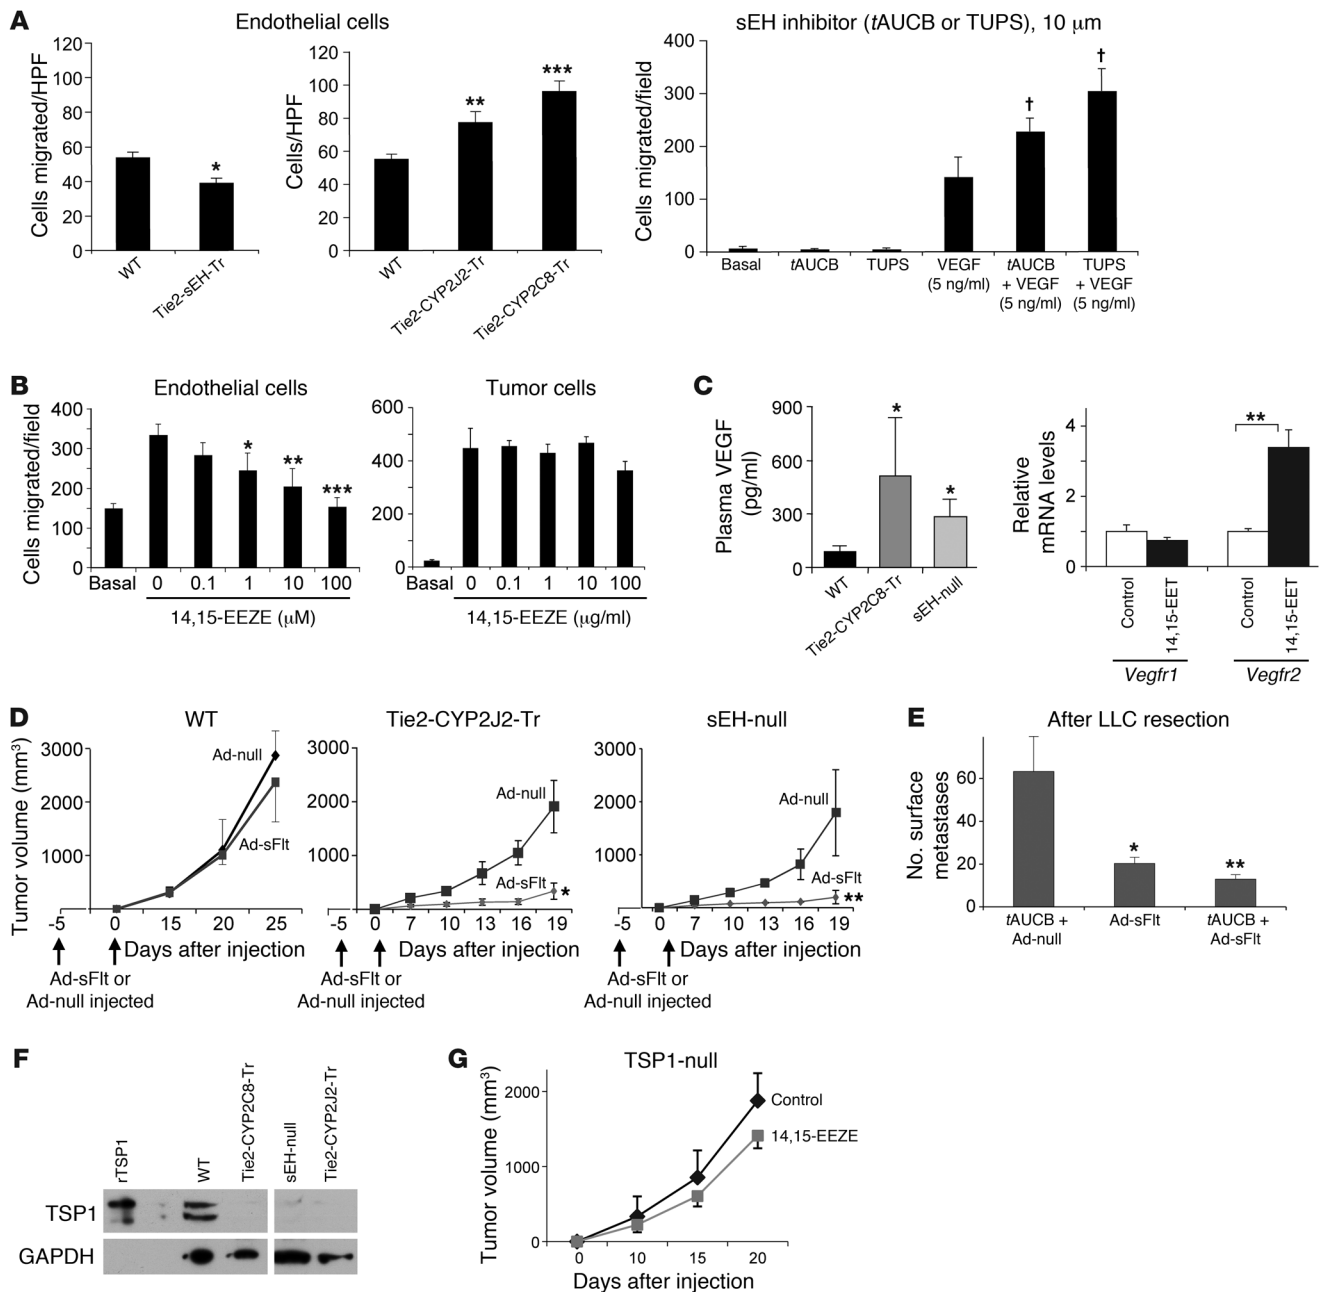 A
Endothelial cells
Cells migrated/HPF
120
100
80
60
40
20
0
*
WT
Tie2-sEH-Tr
Cells/HPF
120
100
80
60
40
20
0
**
***
WT
Tie2-CYP2J2-Tr
Tie2-CYP2C8-Tr
sEH inhibitor (tAUCB or TUPS), 10 μm
Cells migrated/field
400
300
200
100
0
†
†
Basal
tAUCB
TUPS
VEGF
(5 ng/ml)
tAUCB
+ VEGF
(5 ng/ml)
TUPS
+ VEGF
(5 ng/ml)
B
Endothelial cells
Cells migrated/field
400
300
200
100
0
*
**
***
Basal 0 0.1 1 10 100
14,15-EEZE (μM)
Tumor cells
600
400
200
0
Basal 0 0.1 1 10 100
14,15-EEZE (μg/ml)
C
Plasma VEGF
(pg/ml)
900
600
300
0
*
*
WT
Tie2-CYP2C8-Tr
sEH-null
Relative
mRNA levels
4
2
0
**
Control
14,15-EET
Control
14,15-EET
Vegfr1
Vegfr2
D
WT
Tumor volume (mm³)
3000
2000
1000
Ad-null
Ad-sFlt
-5 0 15 20 25
Days after injection
Ad-sFlt or
Ad-null injected
Tie2-CYP2J2-Tr
3000
2000
1000
Ad-null
Ad-sFlt
*
-5 0 7 10 13 16 19
Days after injection
Ad-sFlt or
Ad-null injected
sEH-null
3000
2000
1000
Ad-null
Ad-sFlt
**
-5 0 7 10 13 16 19
Days after injection
Ad-sFlt or
Ad-null injected
E
After LLC resection
No. surface
metastases
60
40
20
0
*
**
tAUCB +
Ad-null
Ad-sFlt
tAUCB +
Ad-sFlt
F
rTSP1
WT
Tie2-CYP2C8-Tr
sEH-null
Tie2-CYP2J2-Tr
TSP1
GAPDH
G
TSP1-null
Tumor volume (mm³)
2000
1000
0
Control
14,15-EEZE
0 10 15 20
Days after injection